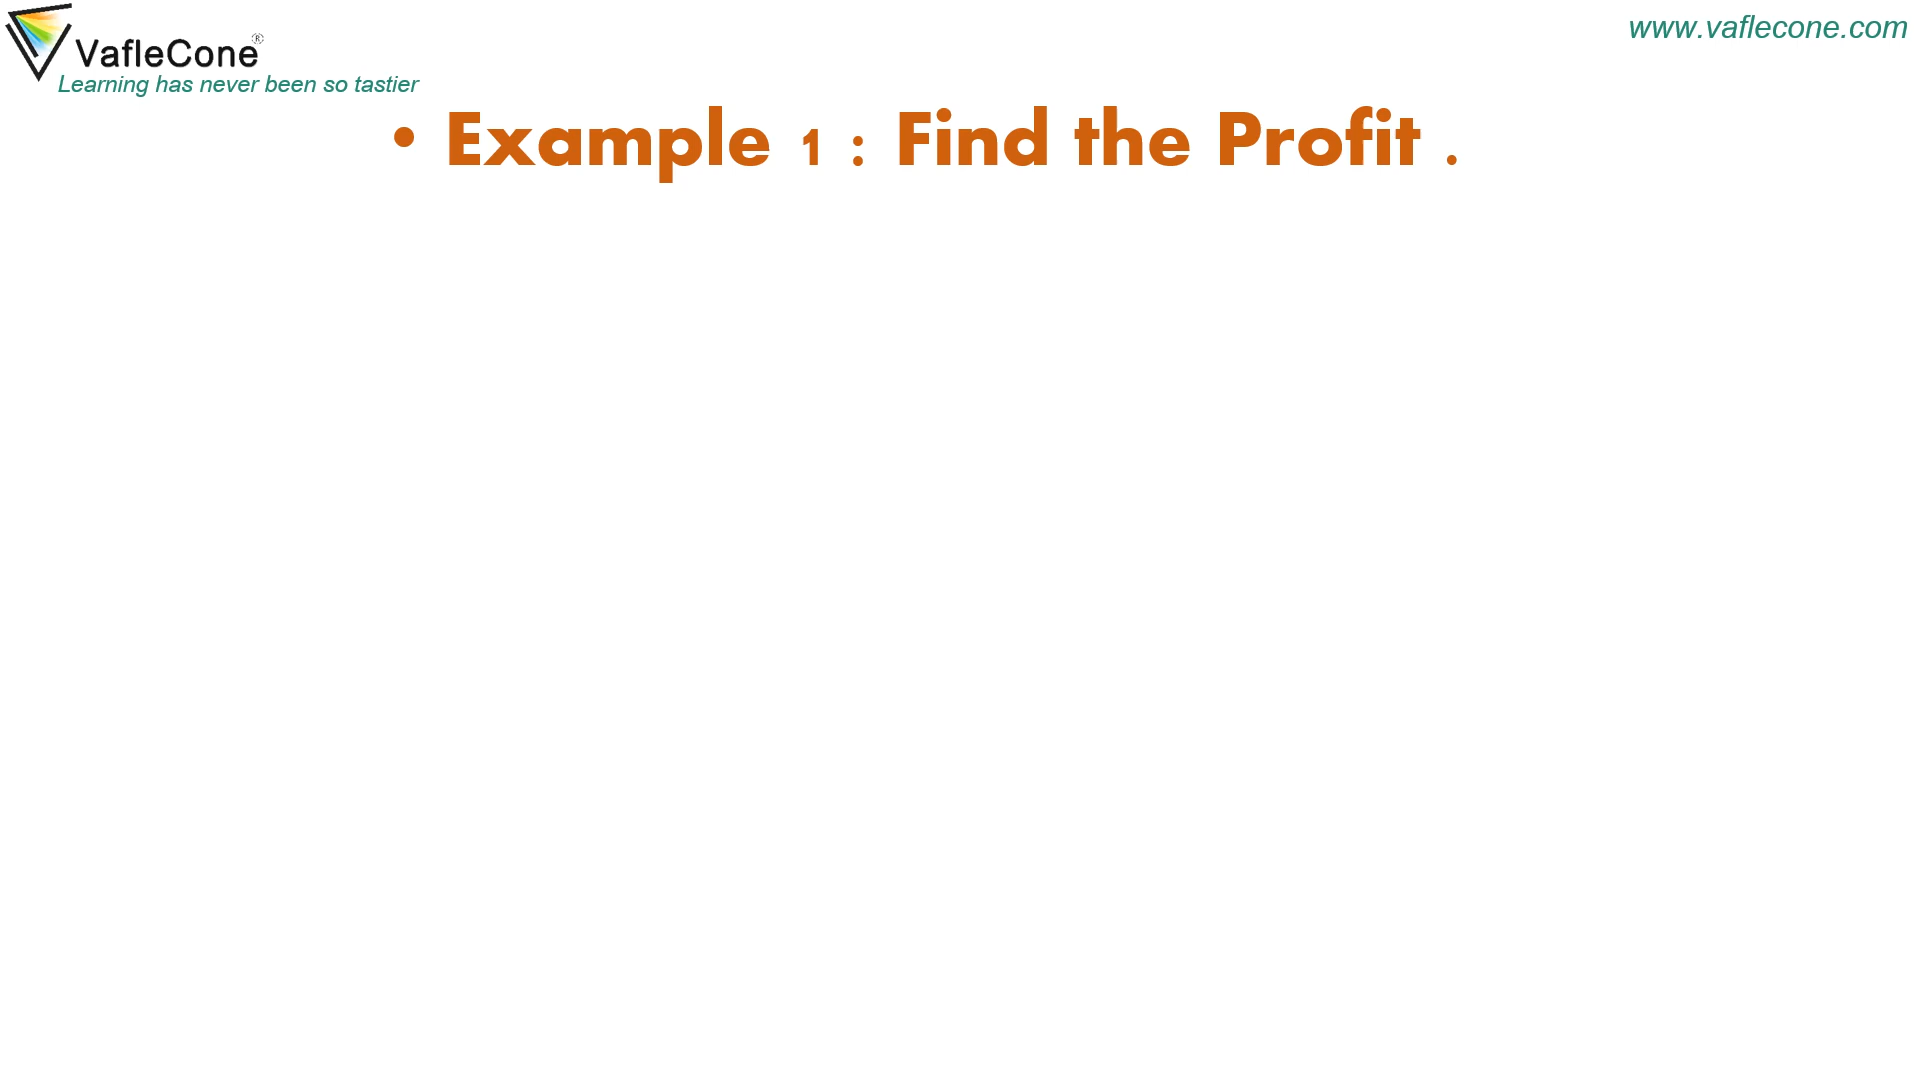 VafleCone®
www.vaflecone.com
Learning has never been so tastier
• Example 1 : Find the Profit .